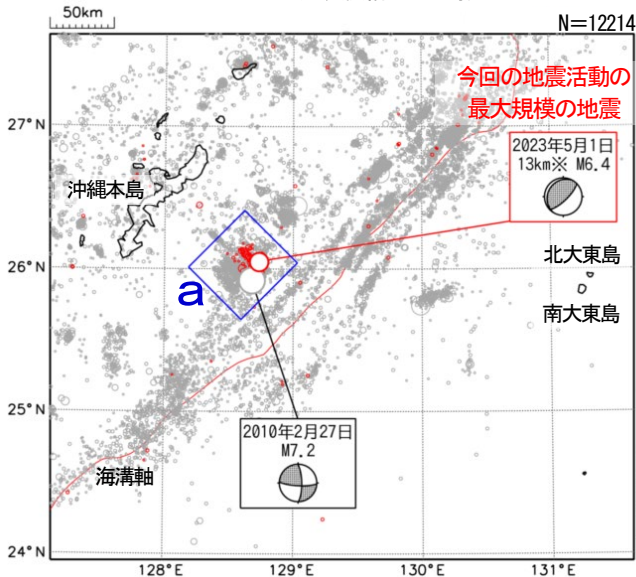 50km
N=12214
今回の地震活動の
最大規模の地震
27°N
2023年5月1日
13km※ M6.4
沖縄本島
北大東島
26°N
a
南大東島
25°N
2010年2月27日
M7.2
海溝軸
24°N
128°E
129°E
130°E
131°E